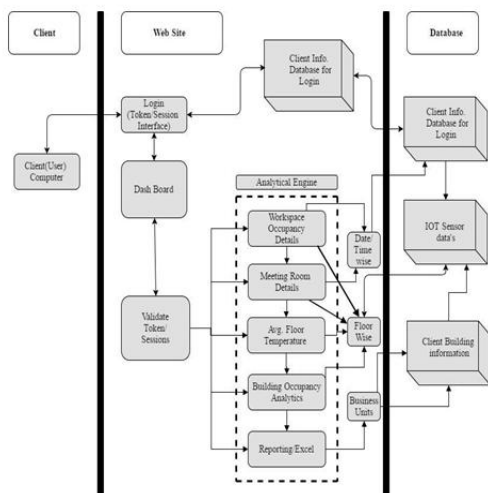 Client
Web Site
Database
Client Info.
Database for
Login
Login
(Token/Session
Interface)
Client Info.
Database for
Login
Client(User)
Computer
Dash Board
Analytical Engine
Workspace
Occupancy
Details
Date/
Time
wise
IOT Sensor
data's
Meeting Room
Details
Validate
Token/
Sessions
Avg. Floor
Temperature
Floor
Wise
Client Building
information
Building Occupancy
Analytics
Business
Units
Reporting/Excel